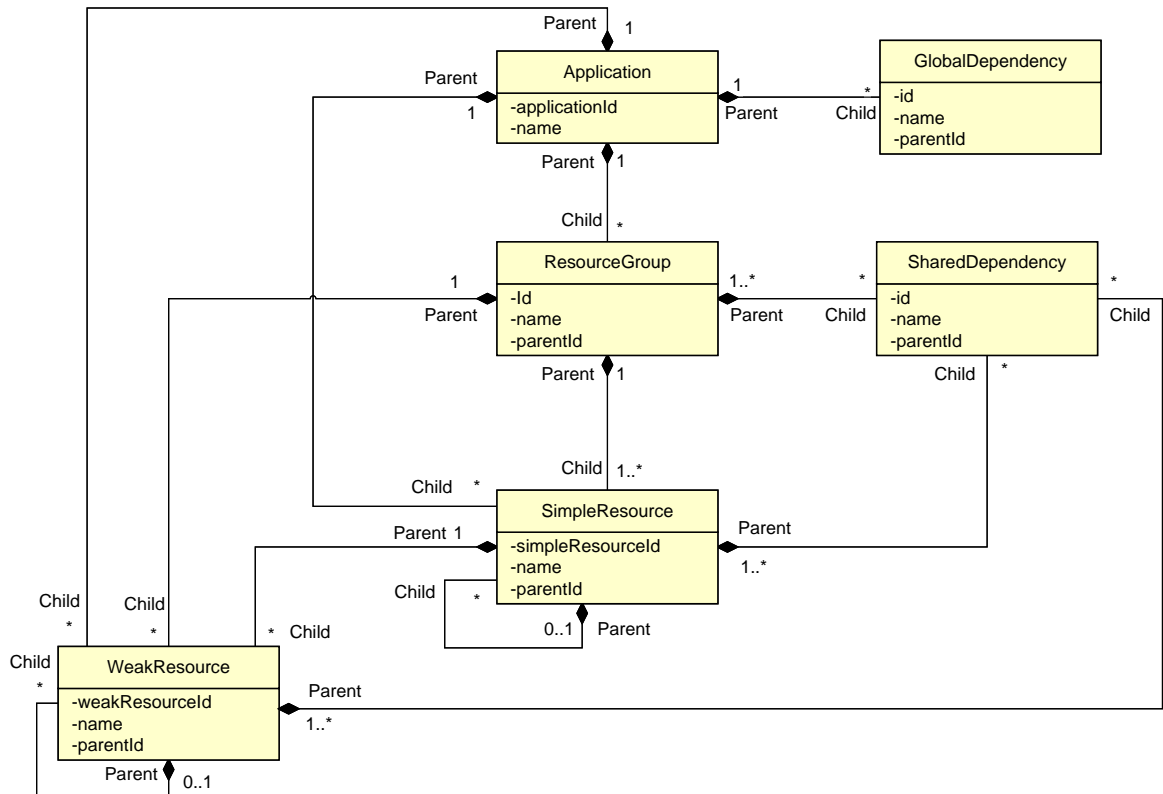 Parent
1
Application
-applicationId
-name
Parent
1
1
Parent
*
Child
GlobalDependency
-id
-name
-parentId
Parent
1
Child
*
ResourceGroup
-Id
-name
-parentId
1
Parent
1..*
Parent
*
Child
SharedDependency
-id
-name
-parentId
*
Child
Parent
1
Child
*
Child
1..*
Child
*
SimpleResource
-simpleResourceId
-name
-parentId
Parent 1
Parent
1..*
Child
*
0..1
Parent
Child
*
Child
*
*
Child
Child
*
WeakResource
-weakResourceId
-name
-parentId
Parent
1..*
Parent
0..1